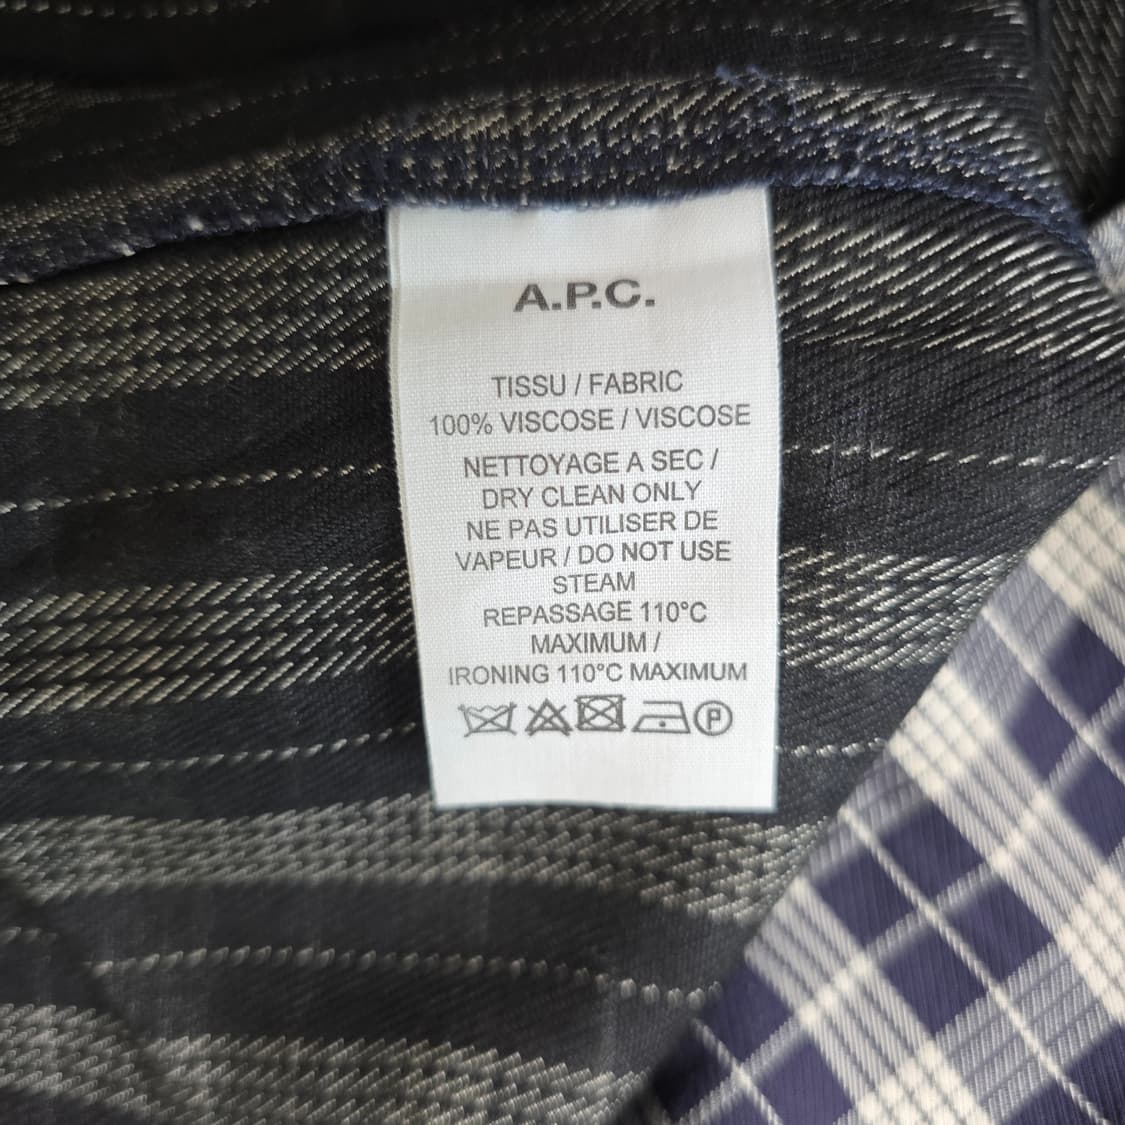 A.P.C.
TISSU / FABRIC
100% VISCOSE / VISCOSE
NETTOYAGE A SEC /
DRY CLEAN ONLY
NE PAS UTILISER DE
VAPEUR / DO NOT USE
STEAM
REPASSAGE 110°C
MAXIMUM /
IRONING 110°C MAXIMUM
P